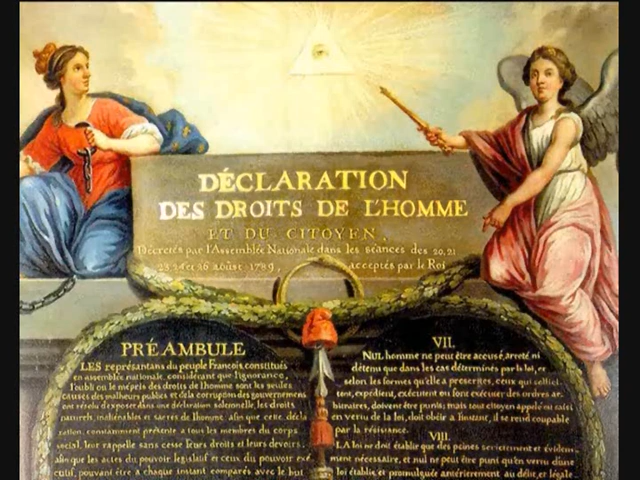 DÉCLARATION
DES DROITS DE L'HOMME
ET DU CITOYEN,
Décretés par l'Assemblée Nationale dans les séances des 20, 21
23 24 et 26 aoûst 1789, acceptés par le Roi
PRÉAMBULE
LES représantans du peuple François, constitués
en assemblée nationale, considérant que l'ignorance,
l'oubli ou le mépris des droits de l'homme sont les seules
causes des malheurs publics et de la corruption des gouvernemens
ont résolu d'exposer dans une déclaration solemnelle, les droits
naturels, inaliénables et sacrés de l'homme, afin que cette décla
ration, constamment présente a tous les membres du corps
social, leur rappelle sans cesse leurs droits et leurs devoirs,
afin que les actes du pouvoir législatif et ceux du pouvoir exé
cutif, pouvant être a chaque instant comparés avec le but
VII.
NUL homme ne peut être accusé, arreté ni
détenu que dans les cas déterminés par la loi, et
selon les formes qu'elle a prescrites, ceux qui sollici
tent, expédient, exécutent ou font exécuter des ordres ar-
bitraires, doivent être punis; mais tout citoyen appelé ou saisi
en vertu de la loi, doit obéir a l'instant, il se rend coupable
par la résistance.
VIII.
LA loi ne doit établir que des peines strictement et évidem-
ment nécessaire, et nul ne peut être puni qu'en vertu d'une
loi établie et promulguée antérieurement au délit, et légale